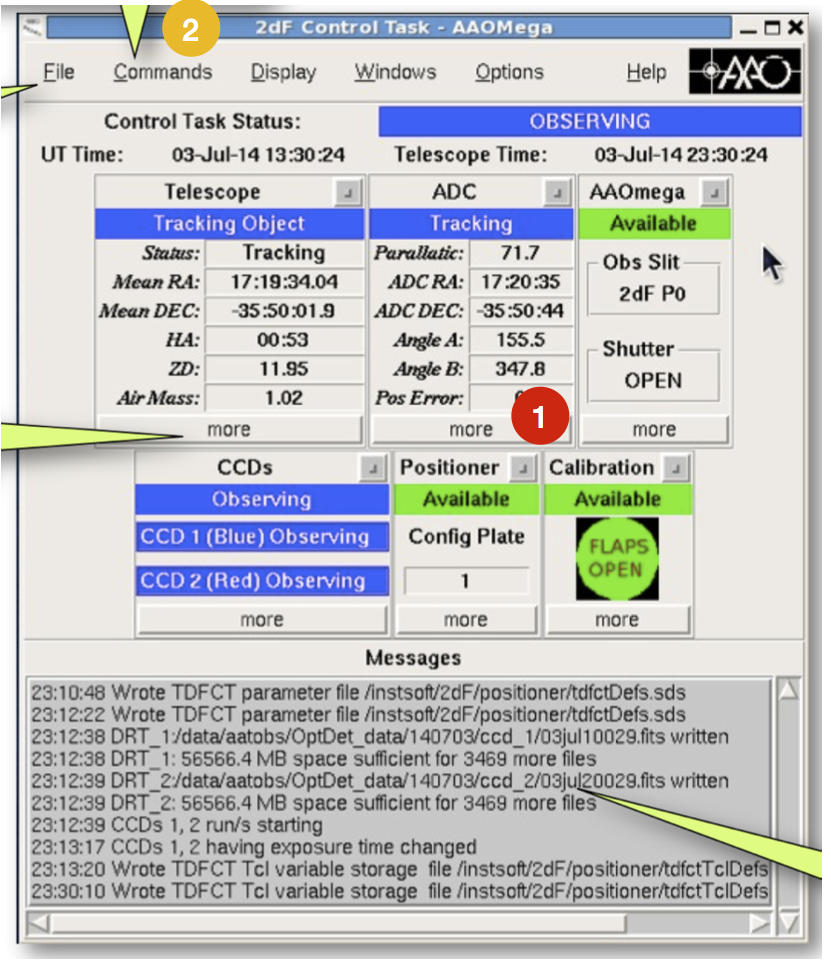 2
2dF Control Task - AAOmega
File Commands Display Windows Options Help AAO
Control Task Status: OBSERVING
UT Time: 03-Jul-14 13:30:24 Telescope Time: 03-Jul-14 23:30:24
Telescope ADC AAOmega
Tracking Object Tracking Available
Status: Tracking Parallatic: 71.7 Obs Slit
Mean RA: 17:19:34.04 ADC RA: 17:20:35 2dF P0
Mean DEC: -35:50:01.9 ADC DEC: -35:50:44
HA: 00:53 Angle A: 155.5 Shutter
ZD: 11.95 Angle B: 347.8 OPEN
Air Mass: 1.02 Pos Error:
1
more more more
CCDs Positioner Calibration
Observing Available Available
CCD 1 (Blue) Observing Config Plate FLAPS
CCD 2 (Red) Observing 1 OPEN
more more more
Messages
23:10:48 Wrote TDFCT parameter file /instsoft/2dF/positioner/tdfctDefs.sds
23:12:22 Wrote TDFCT parameter file /instsoft/2dF/positioner/tdfctDefs.sds
23:12:38 DRT_1:/data/aatobs/OptDet_data/140703/ccd_1/03jul10029.fits written
23:12:38 DRT_1: 56566.4 MB space sufficient for 3469 more files
23:12:39 DRT_2:/data/aatobs/OptDet_data/140703/ccd_2/03jul20029.fits written
23:12:39 DRT_2: 56566.4 MB space sufficient for 3469 more files
23:12:39 CCDs 1, 2 run/s starting
23:13:17 CCDs 1, 2 having exposure time changed
23:13:20 Wrote TDFCT Tcl variable storage file /instsoft/2dF/positioner/tdfctTclDefs
23:30:10 Wrote TDFCT Tcl variable storage file /instsoft/2dF/positioner/tdfctTclDefs